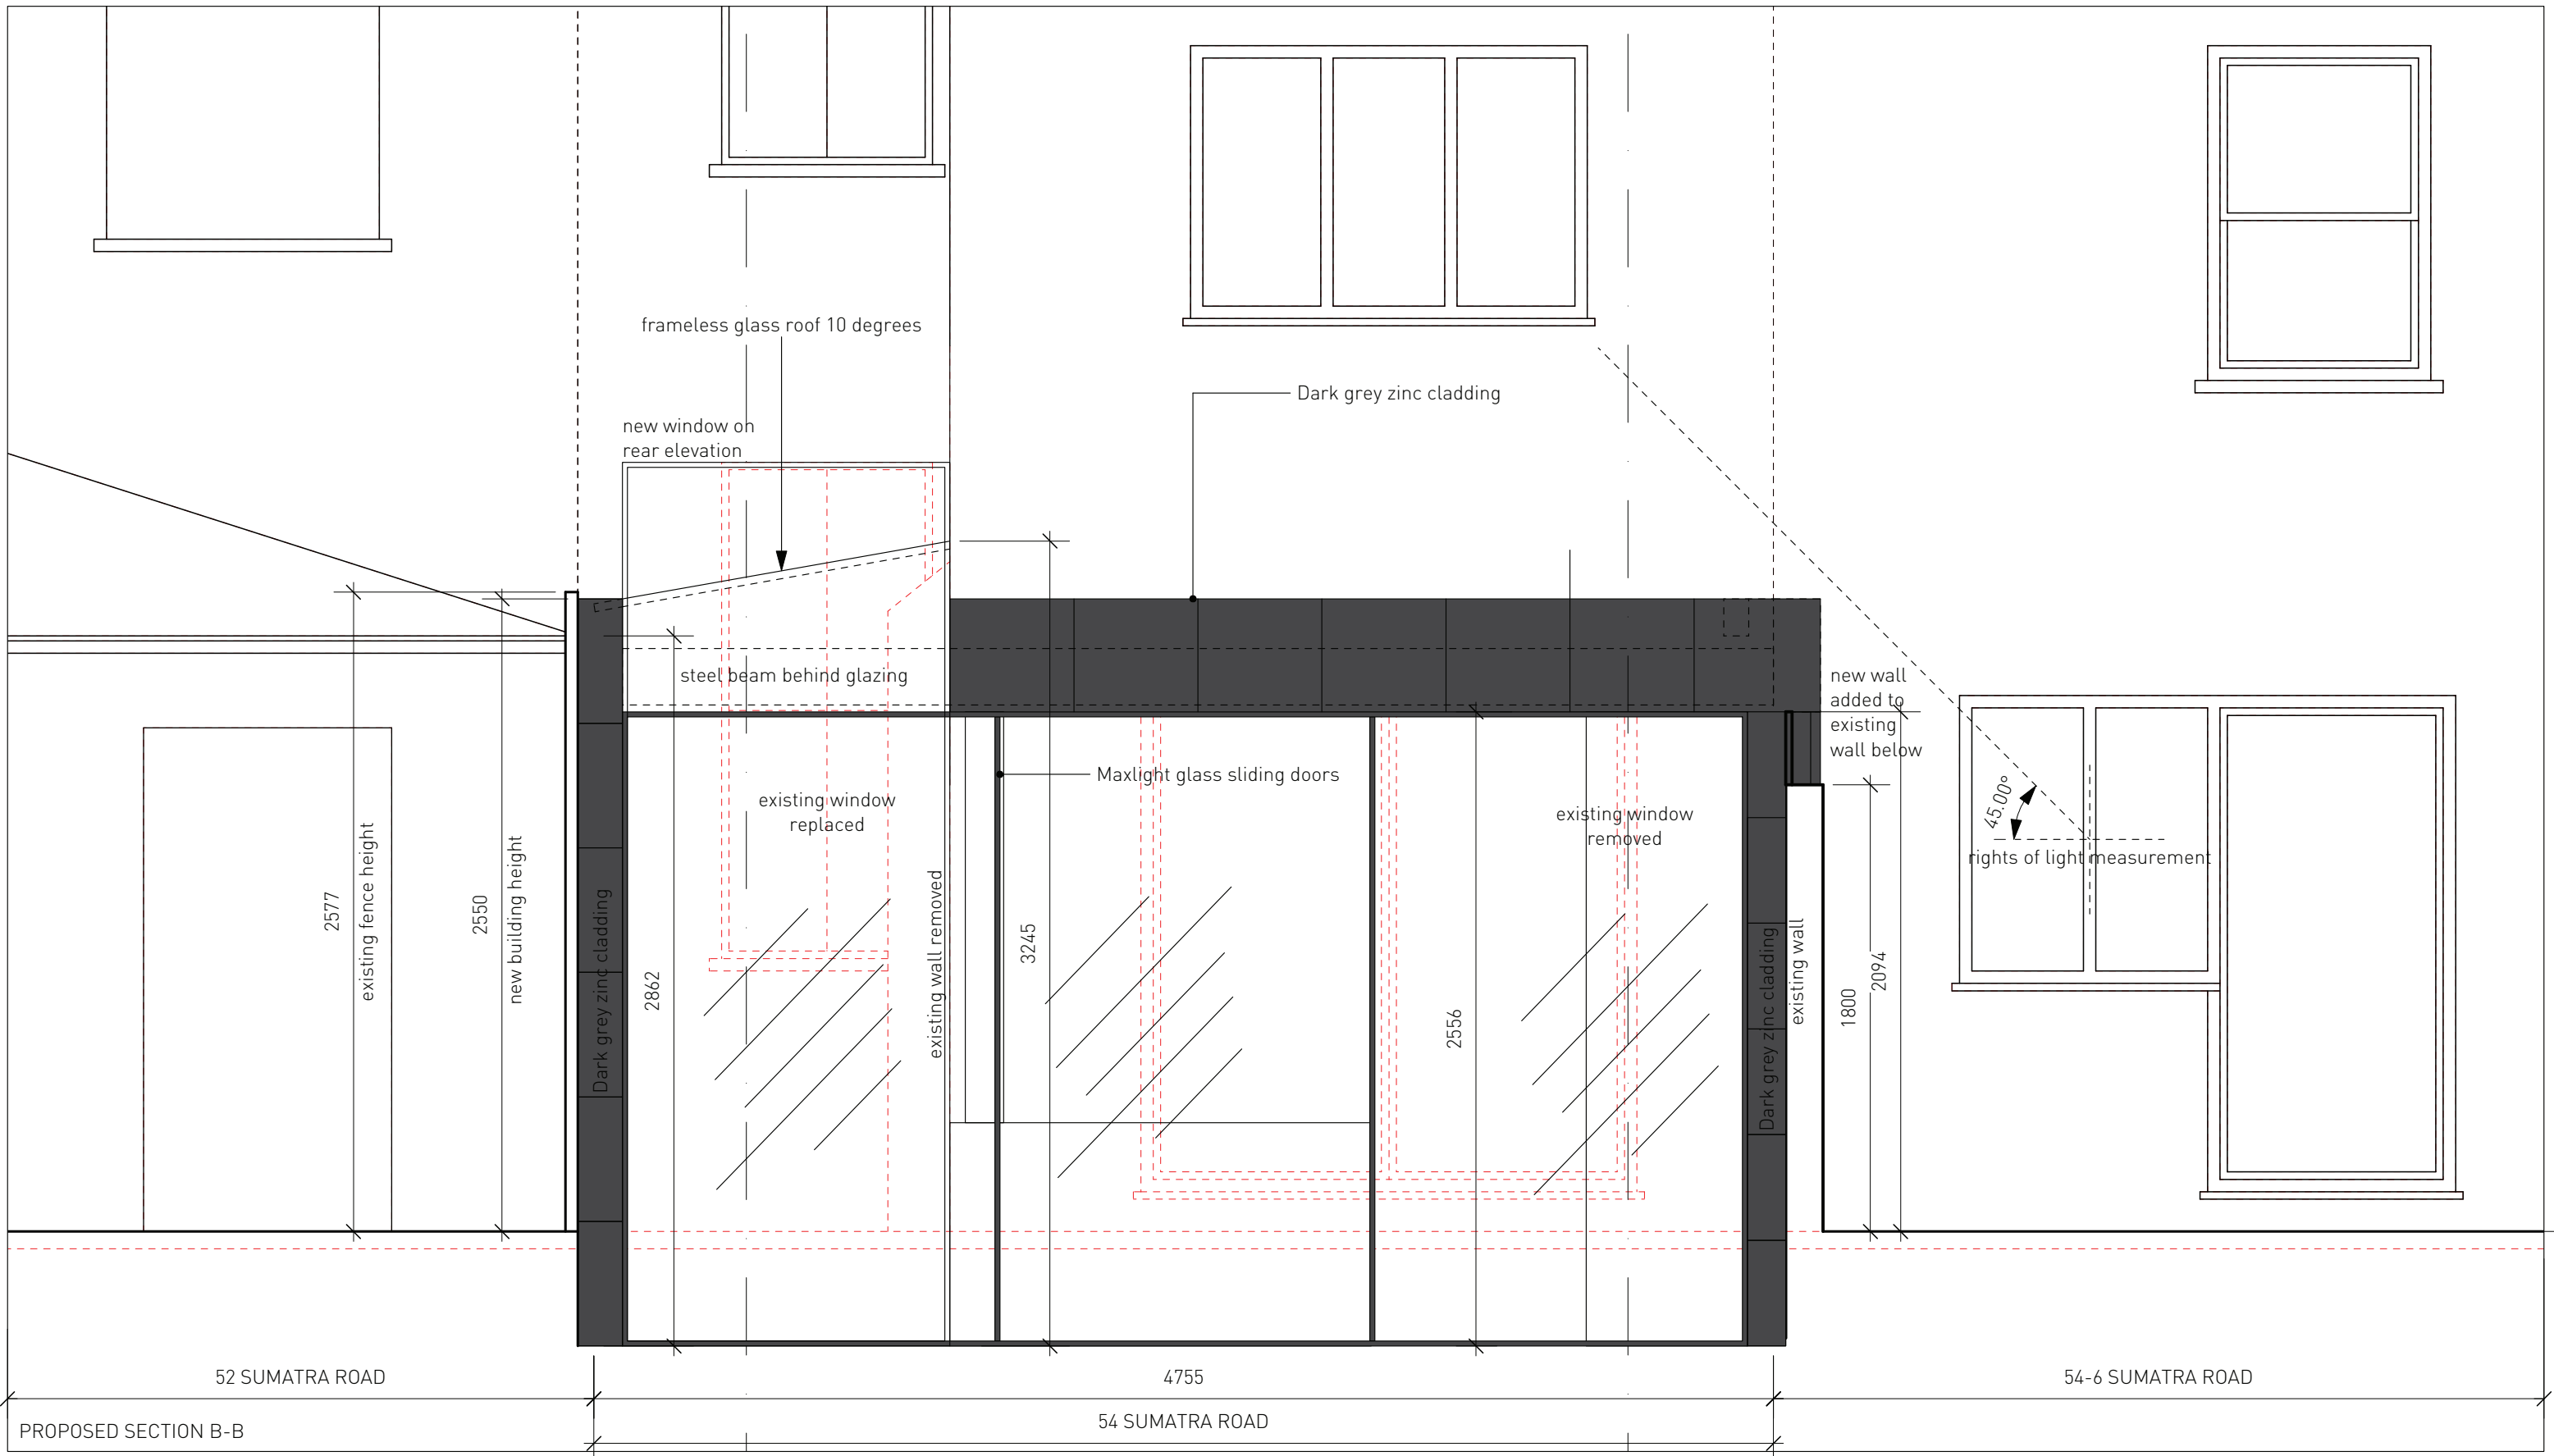 frameless glass roof 10 degrees
Dark grey zinc cladding
new window on
rear elevation
steel beam behind glazing
new wall
added to
existing
wall below
Maxlight glass sliding doors
existing window
replaced
existing window
removed
45.00°
rights of light measurement
2577
existing fence height
2550
new building height
Dark grey zinc cladding
2862
existing wall removed
3245
2556
Dark grey zinc cladding
existing wall
1800
2094
52 SUMATRA ROAD
4755
54-6 SUMATRA ROAD
54 SUMATRA ROAD
PROPOSED SECTION B-B